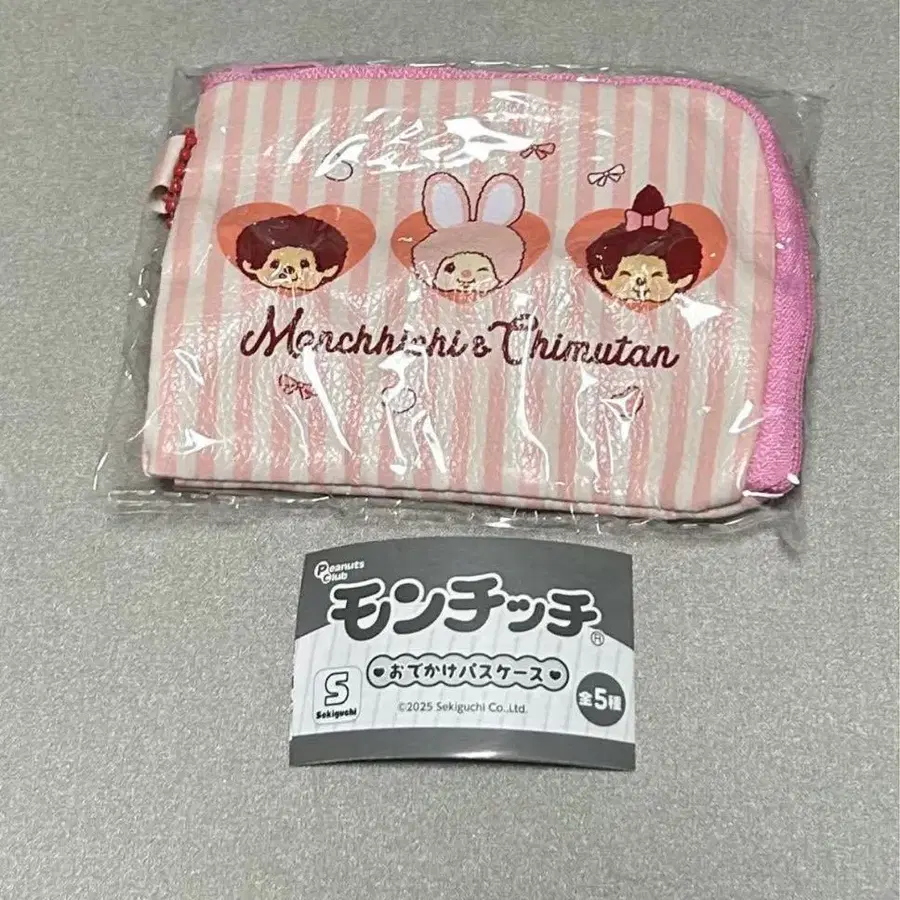 Monchhichi & Chimutan
Peanuts Club
モンチッチ®
♥おでかけパスケース♥
S
Sekiguchi
©2025 Sekiguchi Co.,Ltd.
全5種